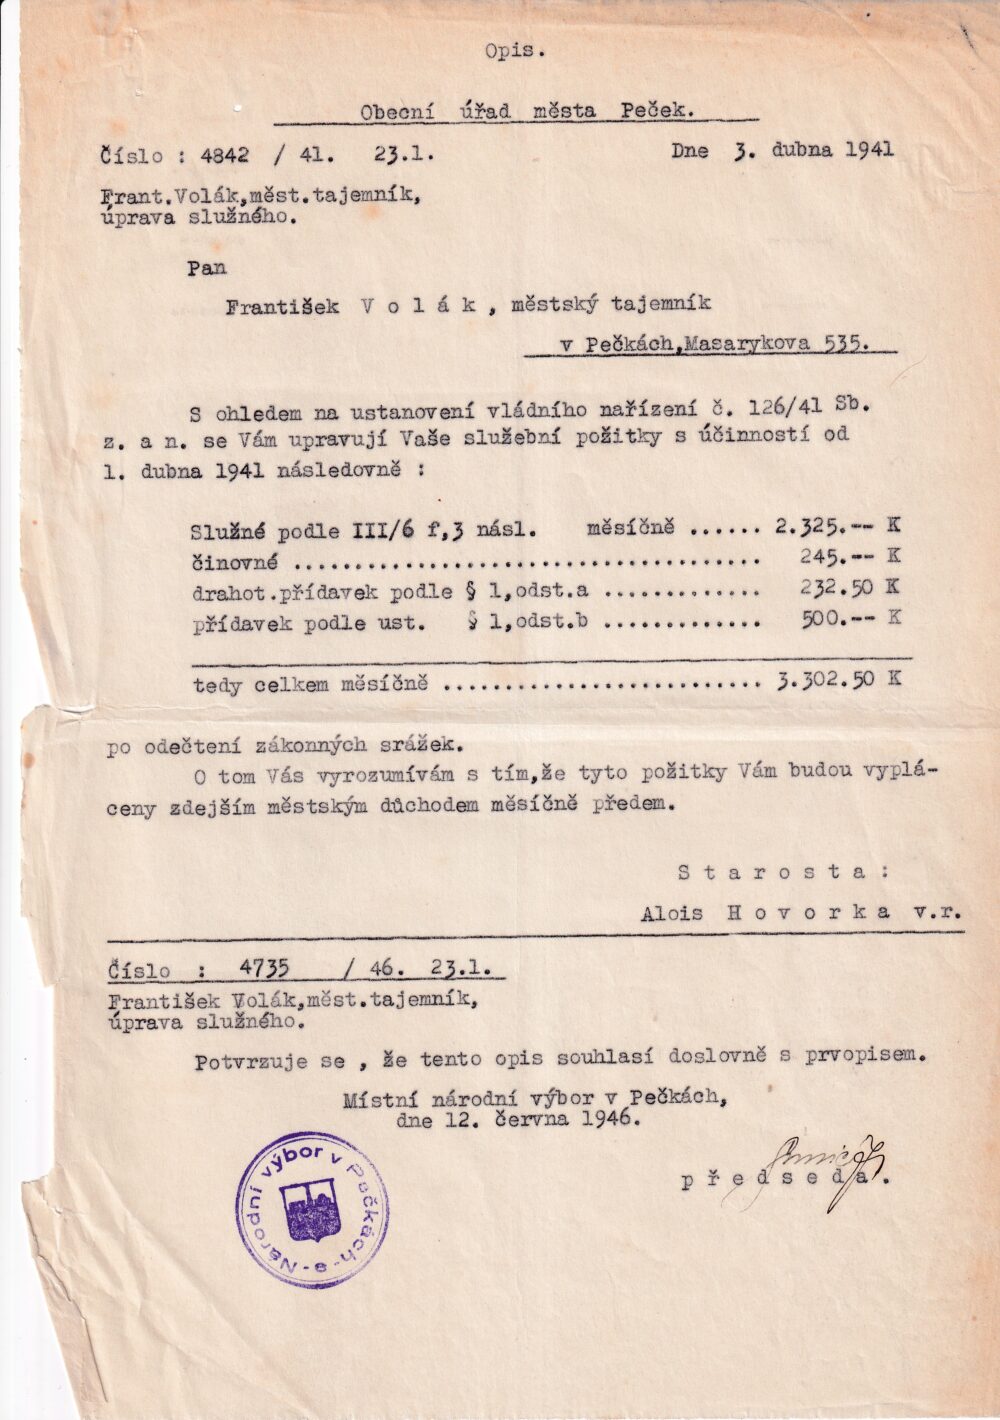 Opis.
Obecní úřad města Peček.
Číslo : 4842 / 41. 23.1. Dne 3. dubna 1941
Frant.Volák,měst.tajemník,
úprava služného.
Pan
František V o l á k , městský tajemník
v Pečkách,Masarykova 535.
S ohledem na ustanovení vládního nařízení č. 126/41 Sb.
z. a n. se Vám upravují Vaše služební požitky s účinností od
1. dubna 1941 následovně :
Služné podle III/6 f,3 násl. měsíčně ...... 2.325.-- K
činovné ...................................... 245.-- K
drahot.přídavek podle § 1,odst.a ............. 232.50 K
přídavek podle ust. § 1,odst.b ............. 500.-- K
tedy celkem měsíčně .......................... 3.302.50 K
po odečtení zákonných srážek.
O tom Vás vyrozumívám s tím,že tyto požitky Vám budou vyplá-
ceny zdejším městským důchodem měsíčně předem.
S t a r o s t a :
Alois H o v o r k a v.r.
Číslo : 4735 / 46. 23.1.
František Volák,měst.tajemník,
úprava služného.
Potvrzuje se , že tento opis souhlasí doslovně s prvopisem.
Místní národní výbor v Pečkách,
dne 12. června 1946.
p ř e d s e d a .
Národní výbor v Pečkách